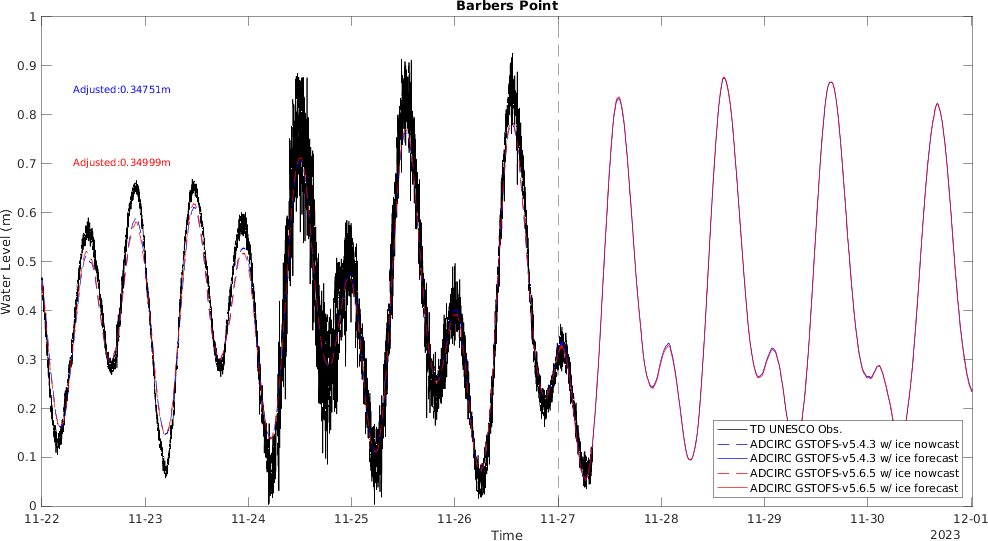 Barbers Point
Water Level (m)
1
0.9
0.8
0.7
0.6
0.5
0.4
0.3
0.2
0.1
0
Adjusted:0.34751m
Adjusted:0.34999m
TD UNESCO Obs.
ADCIRC GSTOFS-v5.4.3 w/ ice nowcast
ADCIRC GSTOFS-v5.4.3 w/ ice forecast
ADCIRC GSTOFS-v5.6.5 w/ ice nowcast
ADCIRC GSTOFS-v5.6.5 w/ ice forecast
11-22 11-23 11-24 11-25 11-26 11-27 11-28 11-29 11-30 12-01
Time
2023